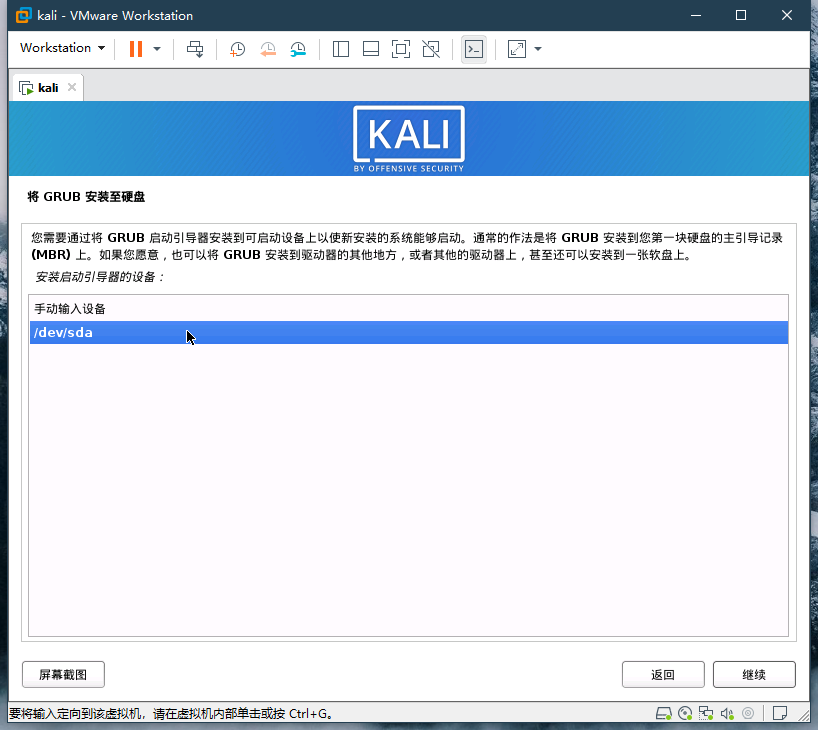 kali - VMware Workstation
Workstation
kali
KALI
BY OFFENSIVE SECURITY
将 GRUB 安装至硬盘
您需要通过将 GRUB 启动引导器安装到可启动设备上以使新安装的系统能够启动。通常的作法是将 GRUB 安装到您第一块硬盘的主引导记录
(MBR) 上。如果您愿意，也可以将 GRUB 安装到驱动器的其他地方，或者其他的驱动器上，甚至还可以安装到一张软盘上。
安装启动引导器的设备：
手动输入设备
/dev/sda
屏幕截图
返回
继续
要将输入定向到该虚拟机，请在虚拟机内部单击或按 Ctrl+G。